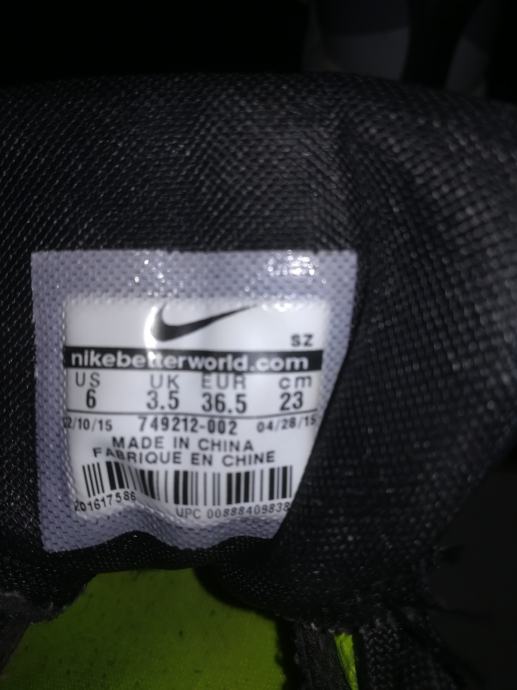 SZ
nikebetterworld.com
US UK EUR cm
6 3.5 36.5 23
02/10/15 749212-002 04/28/15
MADE IN CHINA
FABRIQUE EN CHINE
UPC 00888409838